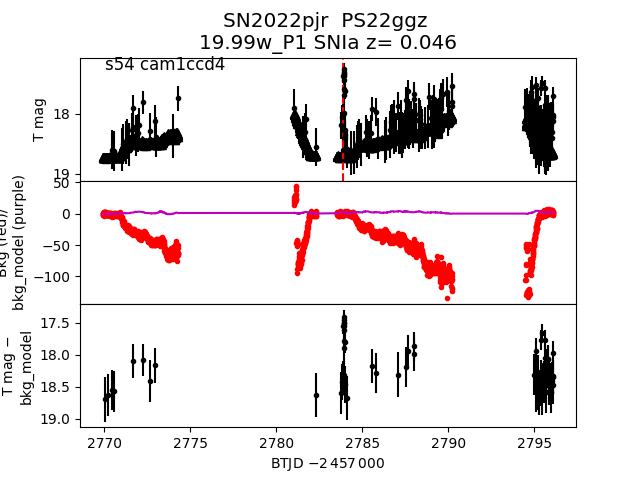 SN2022pjr  PS22ggz
19.99w_P1 SNIa z= 0.046
s54 cam1ccd4
T mag
18
19
Bkg (red)/
bkg_model (purple)
50
0
−50
−100
T mag −
bkg_model
17.5
18.0
18.5
19.0
2770
2775
2780
2785
2790
2795
BTJD −2 457 000